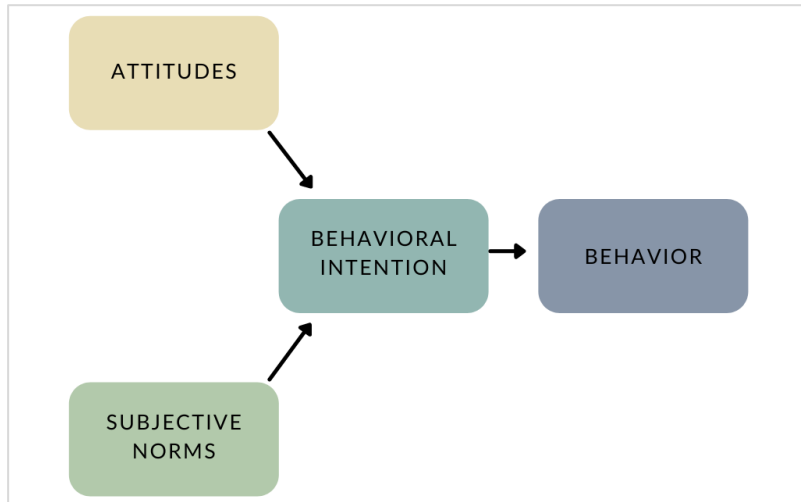 ATTITUDES
BEHAVIORAL
INTENTION
BEHAVIOR
SUBJECTIVE
NORMS